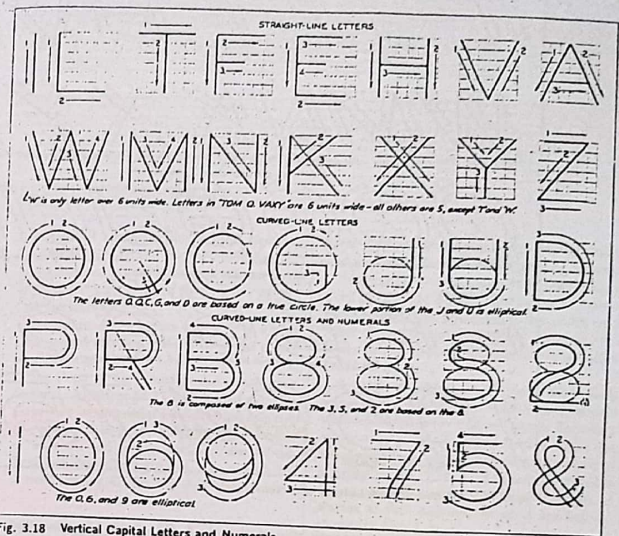 STRAIGHT-LINE LETTERS
I L T F E H V A
W M N K X Y Z
"W" is only letter over 6 units wide. Letters in "TOM Q. VAXY" are 6 units wide - all others are 5, except "I" and "W".
CURVED-LINE LETTERS
O Q C G J U D
The letters O, Q, C, G, and D are based on a true circle. The lower portion of the J and U is elliptical.
CURVED-LINE LETTERS AND NUMERALS
P R B 8 3 S 2
The 8 is composed of two ellipses. The 3, S, and 2 are based on the 8.
1 0 6 9 4 7 5 &
The 0, 6, and 9 are elliptical.
Fig. 3.18 Vertical Capital Letters and Numerals